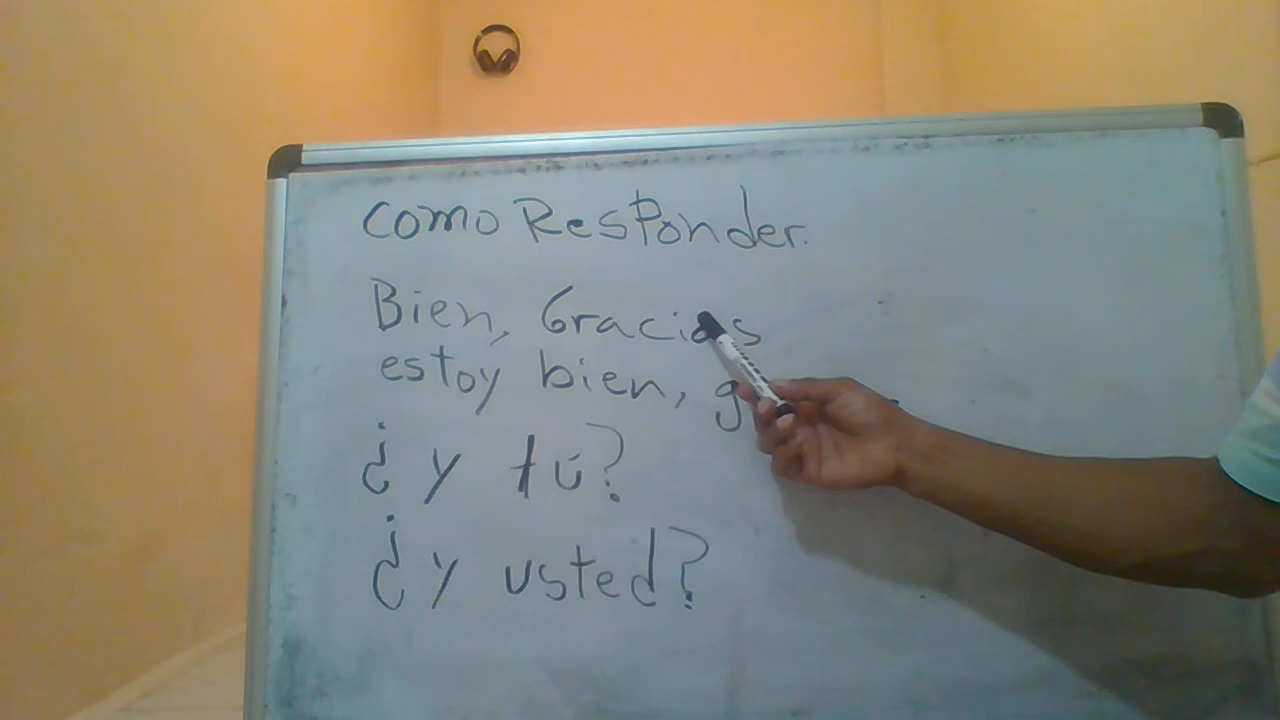 como Responder.
Bien, Gracias
estoy bien,
¿y tú?
¿y usted?